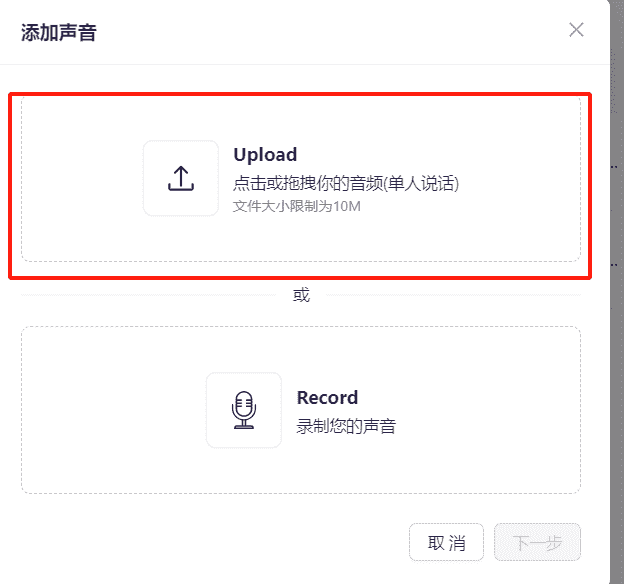 添加声音
Upload
点击或拖拽你的音频(单人说话)
文件大小限制为10M
或
Record
录制您的声音
取 消
下一步